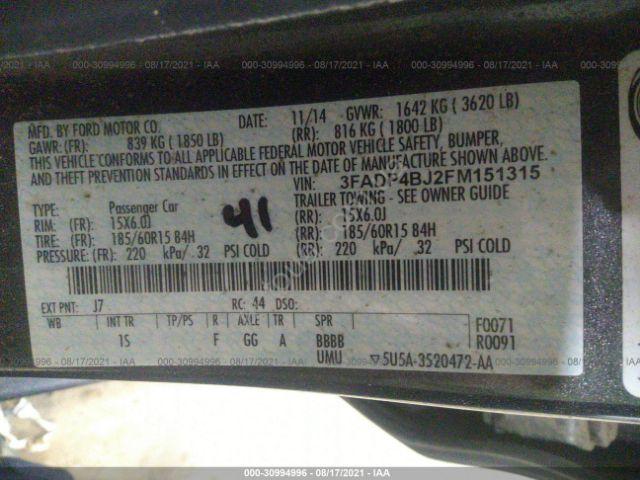 000-30994996 - 08/17/2021 - IAA
MFD. BY FORD MOTOR CO. DATE: 11/14 GVWR: 1642 KG ( 3620 LB)
GAWR: (FR): 839 KG ( 1850 LB) (RR): 816 KG ( 1800 LB)
THIS VEHICLE CONFORMS TO ALL APPLICABLE FEDERAL MOTOR VEHICLE SAFETY, BUMPER,
AND THEFT PREVENTION STANDARDS IN EFFECT ON THE DATE OF MANUFACTURE SHOWN ABOVE.
VIN: 3FADP4BJ2FM151315
TYPE: Passenger Car TRAILER TOWING - SEE OWNER GUIDE
RIM: (FR): 15X6.0J (RR): 15X6.0J
41
TIRE: (FR): 185/60R15 84H (RR): 185/60R15 84H
PRESSURE: (FR): 220 kPa/ 32 PSI COLD (RR): 220 kPa/ 32 PSI COLD
EXT PNT: J7 RC: 44 DSO:
WB INT TR TP/PS R AXLE TR SPR F0071
1S F GG A BBBB R0091
UMU ▽5U5A-3520472-AA
000-30994996 - 08/17/2021 - IAA